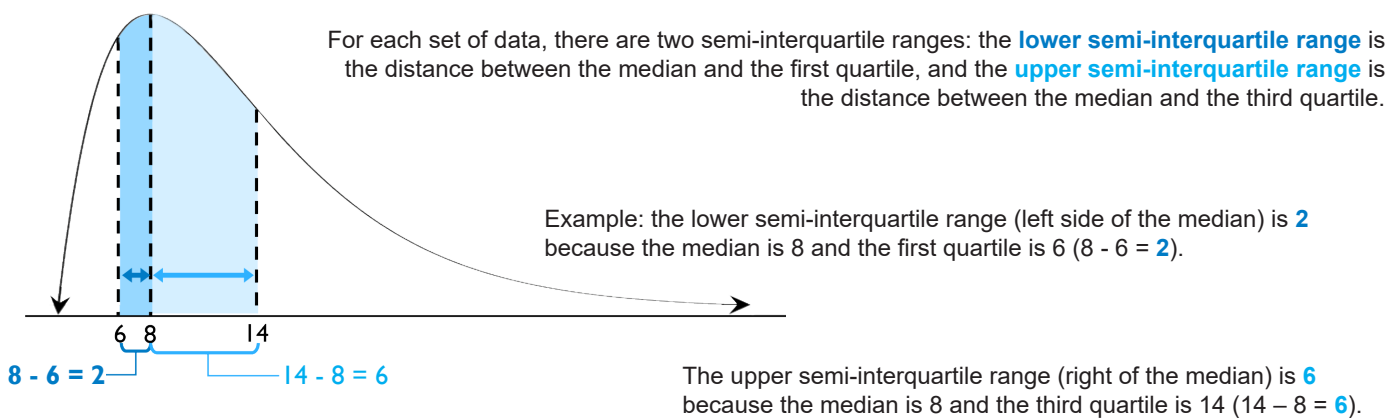 For each set of data, there are two semi-interquartile ranges: the lower semi-interquartile range is
the distance between the median and the first quartile, and the upper semi-interquartile range is
the distance between the median and the third quartile.
Example: the lower semi-interquartile range (left side of the median) is 2
because the median is 8 and the first quartile is 6 (8 - 6 = 2).
6 8 14
8 - 6 = 2
14 - 8 = 6
The upper semi-interquartile range (right of the median) is 6
because the median is 8 and the third quartile is 14 (14 – 8 = 6).